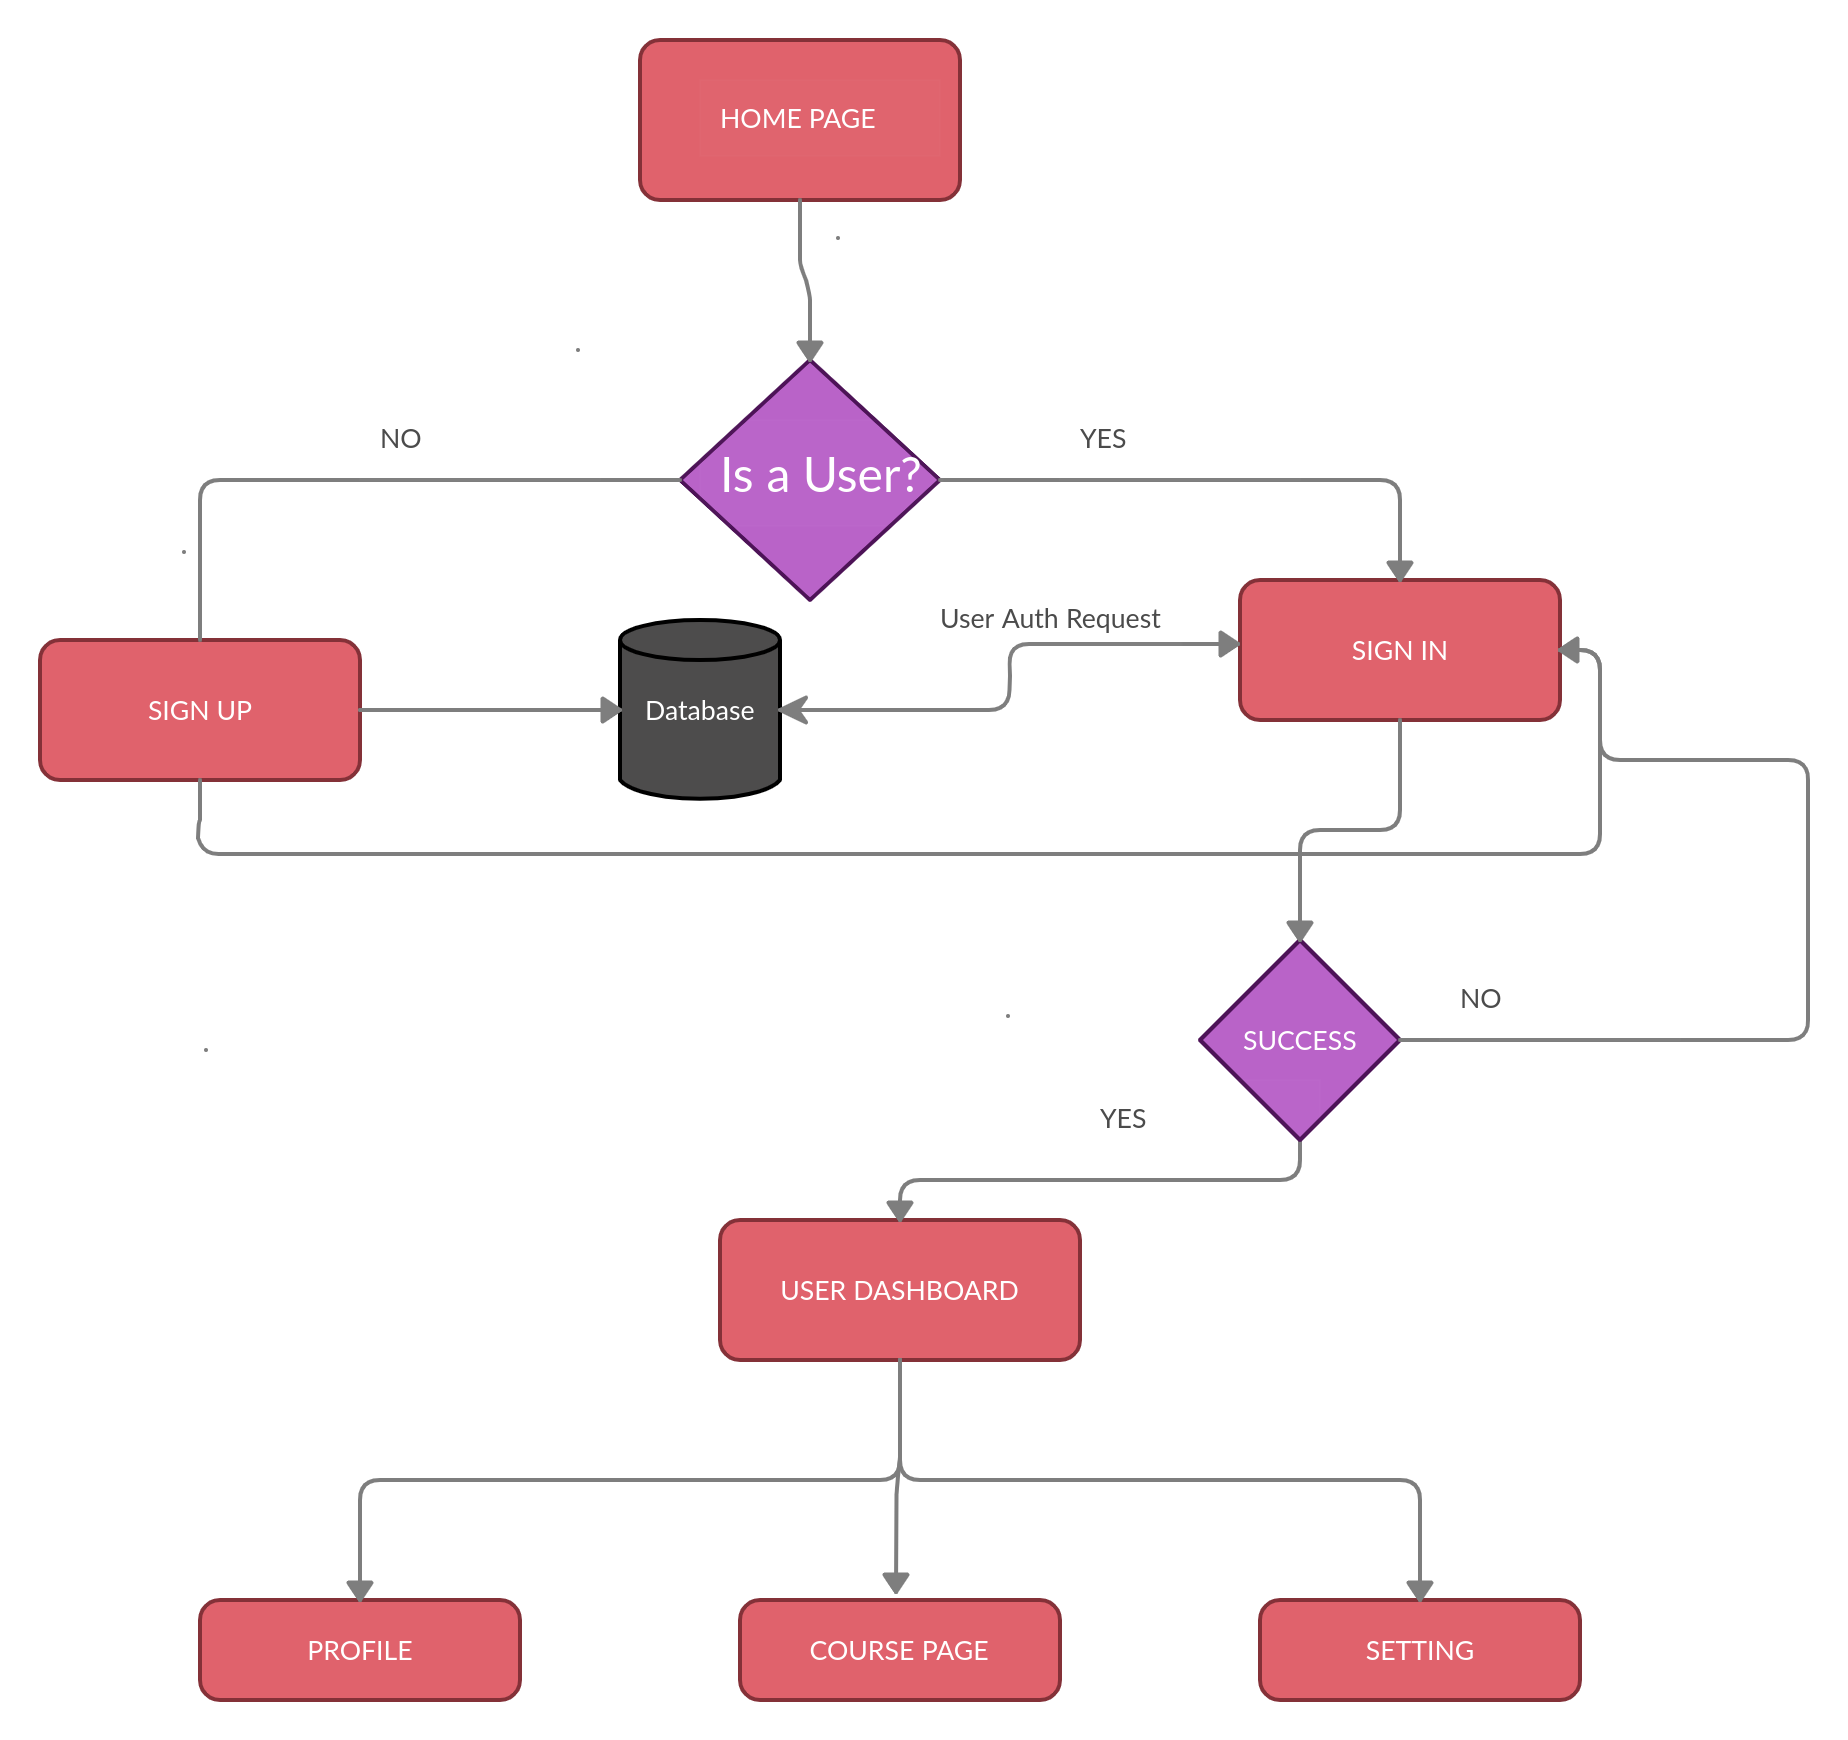 HOME PAGE
NO
YES
Is a User?
User Auth Request
SIGN IN
SIGN UP
Database
NO
SUCCESS
YES
USER DASHBOARD
PROFILE
COURSE PAGE
SETTING